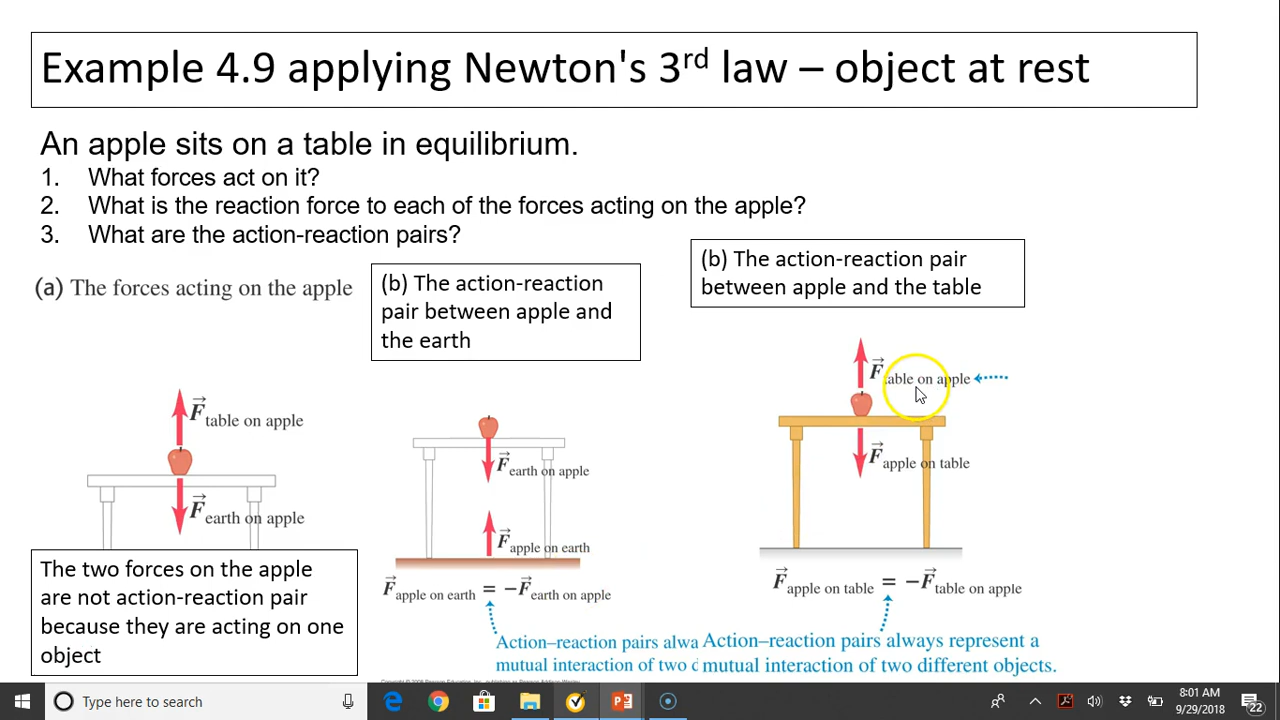 Example 4.9 applying Newton's 3rd law – object at rest
An apple sits on a table in equilibrium.
1. What forces act on it?
2. What is the reaction force to each of the forces acting on the apple?
3. What are the action-reaction pairs?
(a) The forces acting on the apple
F table on apple
F earth on apple
The two forces on the apple
are not action-reaction pair
because they are acting on one
object
(b) The action-reaction
pair between apple and
the earth
F earth on apple
F apple on earth
F apple on earth = −F earth on apple
Action–reaction pairs alwa
mutual interaction of two
(b) The action-reaction pair
between apple and the table
F table on apple
F apple on table
F apple on table = −F table on apple
Action–reaction pairs always represent a
mutual interaction of two different objects.
Type here to search
8:01 AM
9/29/2018
22